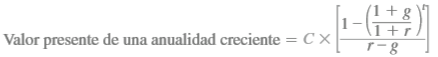 Valor presente de una anualidad creciente = C × [1 − ((1 + g)/(1 + r))^t / (r − g)]